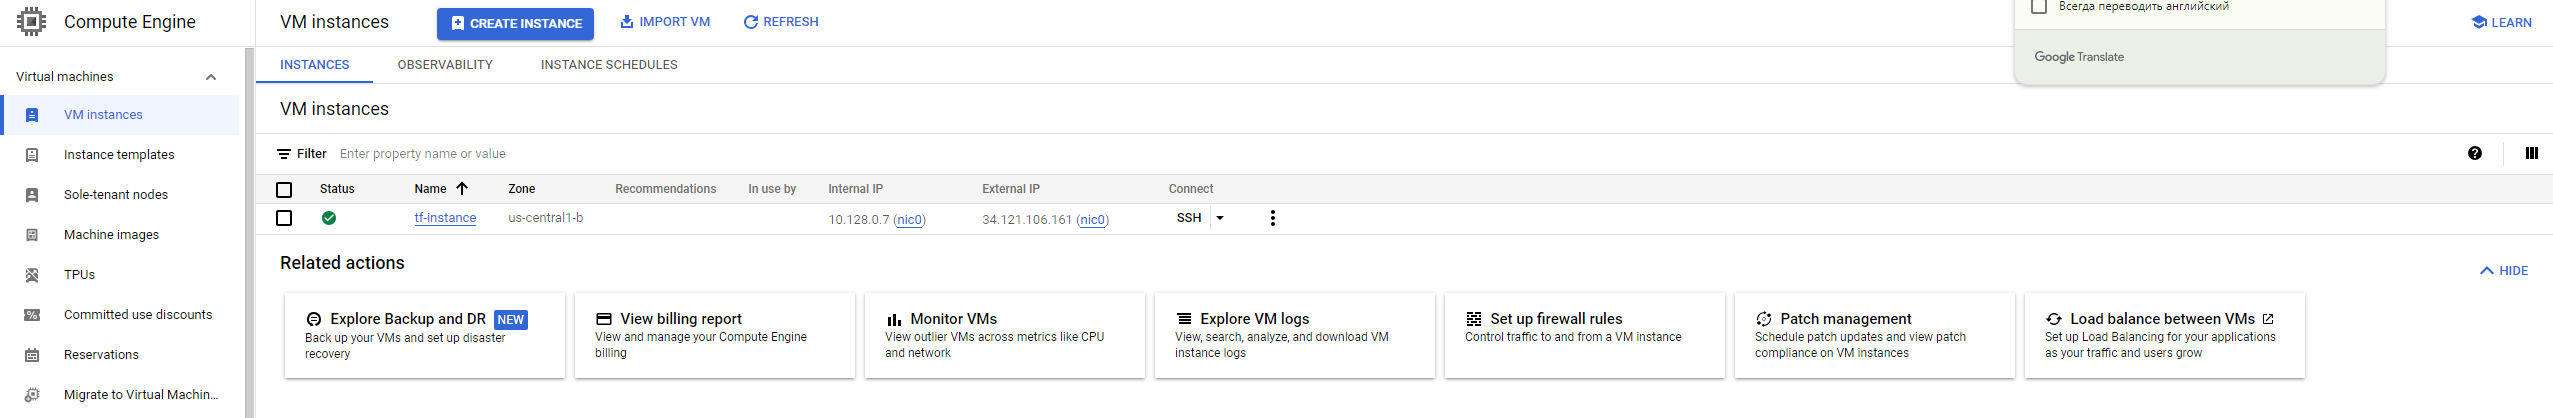 Compute Engine
VM instances
CREATE INSTANCE
IMPORT VM
REFRESH
Всегда переводить английский
LEARN
Google Translate
Virtual machines
VM instances
Instance templates
Sole-tenant nodes
Machine images
TPUs
Committed use discounts
Reservations
Migrate to Virtual Machin...
INSTANCES
OBSERVABILITY
INSTANCE SCHEDULES
VM instances
Filter Enter property name or value
Status Name Zone Recommendations In use by Internal IP External IP Connect
tf-instance us-central1-b 10.128.0.7 (nic0) 34.121.106.161 (nic0) SSH
Related actions
HIDE
Explore Backup and DR NEW
Back up your VMs and set up disaster
recovery
View billing report
View and manage your Compute Engine
billing
Monitor VMs
View outlier VMs across metrics like CPU
and network
Explore VM logs
View, search, analyze, and download VM
instance logs
Set up firewall rules
Control traffic to and from a VM instance
Patch management
Schedule patch updates and view patch
compliance on VM instances
Load balance between VMs
Set up Load Balancing for your applications
as your traffic and users grow